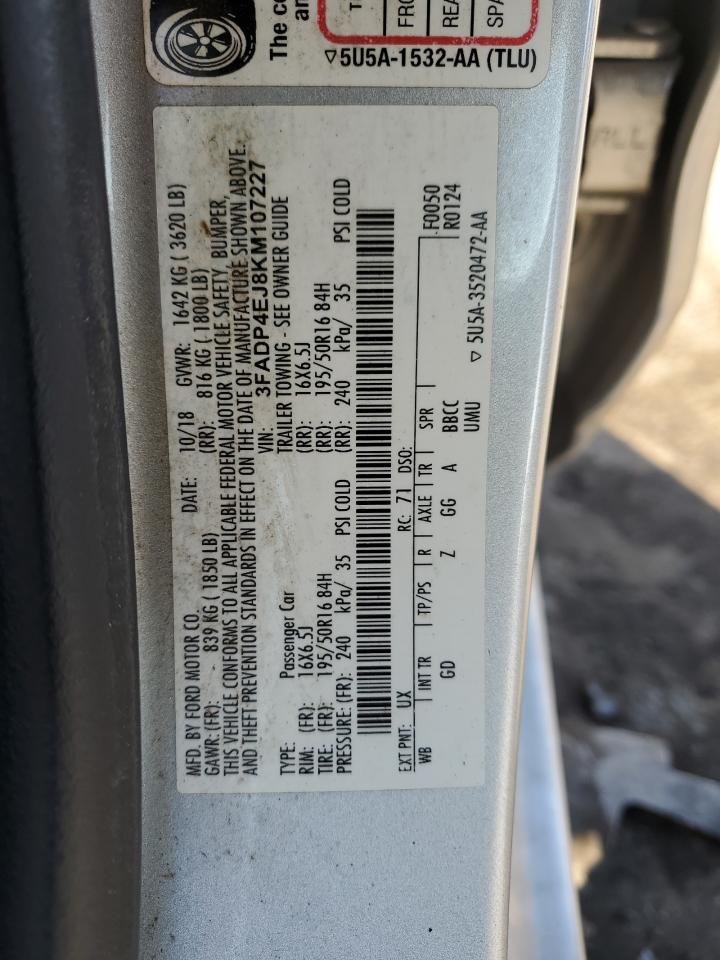 The co
an
FRO
REA
SPA
▽5U5A-1532-AA (TLU)
MFD. BY FORD MOTOR CO.
DATE: 10/18 GVWR: 1642 KG ( 3620 LB)
GAWR: (FR): 839 KG ( 1850 LB) (RR): 816 KG ( 1800 LB)
THIS VEHICLE CONFORMS TO ALL APPLICABLE FEDERAL MOTOR VEHICLE SAFETY, BUMPER,
AND THEFT PREVENTION STANDARDS IN EFFECT ON THE DATE OF MANUFACTURE SHOWN ABOVE.
VIN: 3FADP4EJ8KM107227
TYPE: Passenger Car TRAILER TOWING - SEE OWNER GUIDE
RIM: (FR): 16X6.5J (RR): 16X6.5J
TIRE: (FR): 195/50R16 84H (RR): 195/50R16 84H
PRESSURE: (FR): 240 kPa/ 35 PSI COLD (RR): 240 kPa/ 35 PSI COLD
EXT PNT: UX RC: 71 DSO:
WB INT TR TP/PS R AXLE TR SPR F0050
GD Z GG A BBCC R0124
UMU
▽ 5U5A-3520472-AA